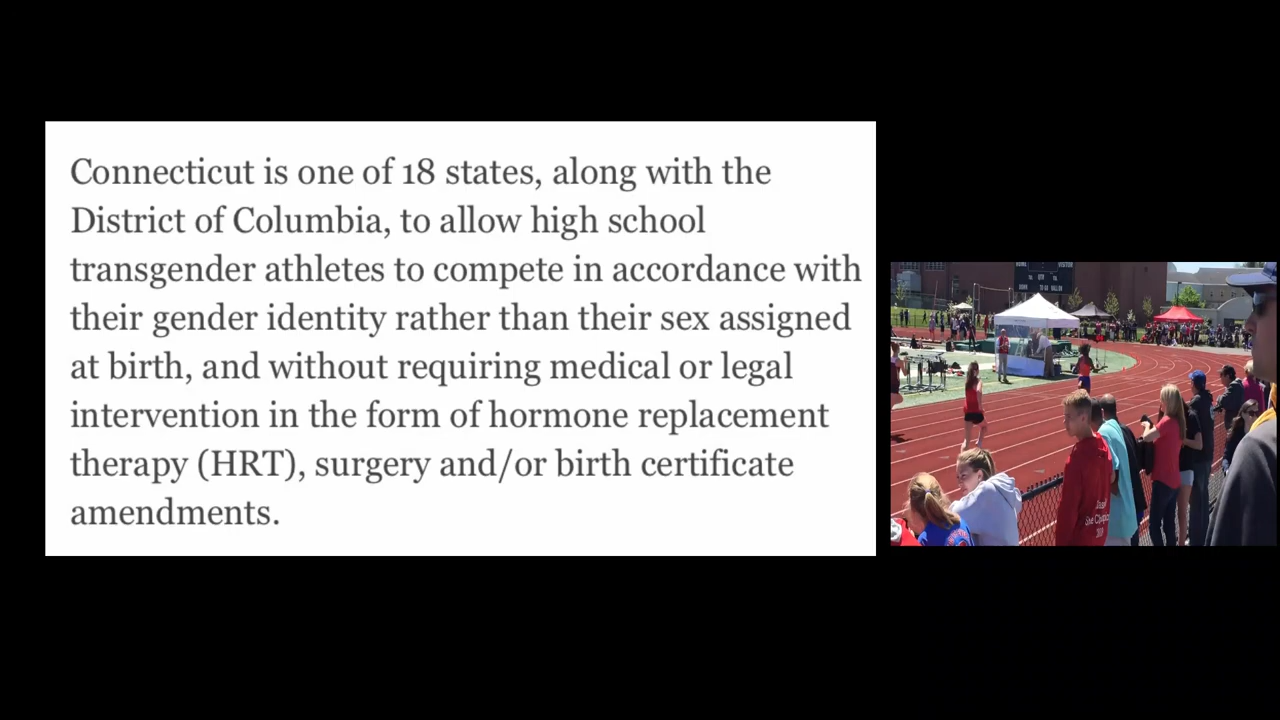 Connecticut is one of 18 states, along with the
District of Columbia, to allow high school
transgender athletes to compete in accordance with
their gender identity rather than their sex assigned
at birth, and without requiring medical or legal
intervention in the form of hormone replacement
therapy (HRT), surgery and/or birth certificate
amendments.
VISITOR
QTR